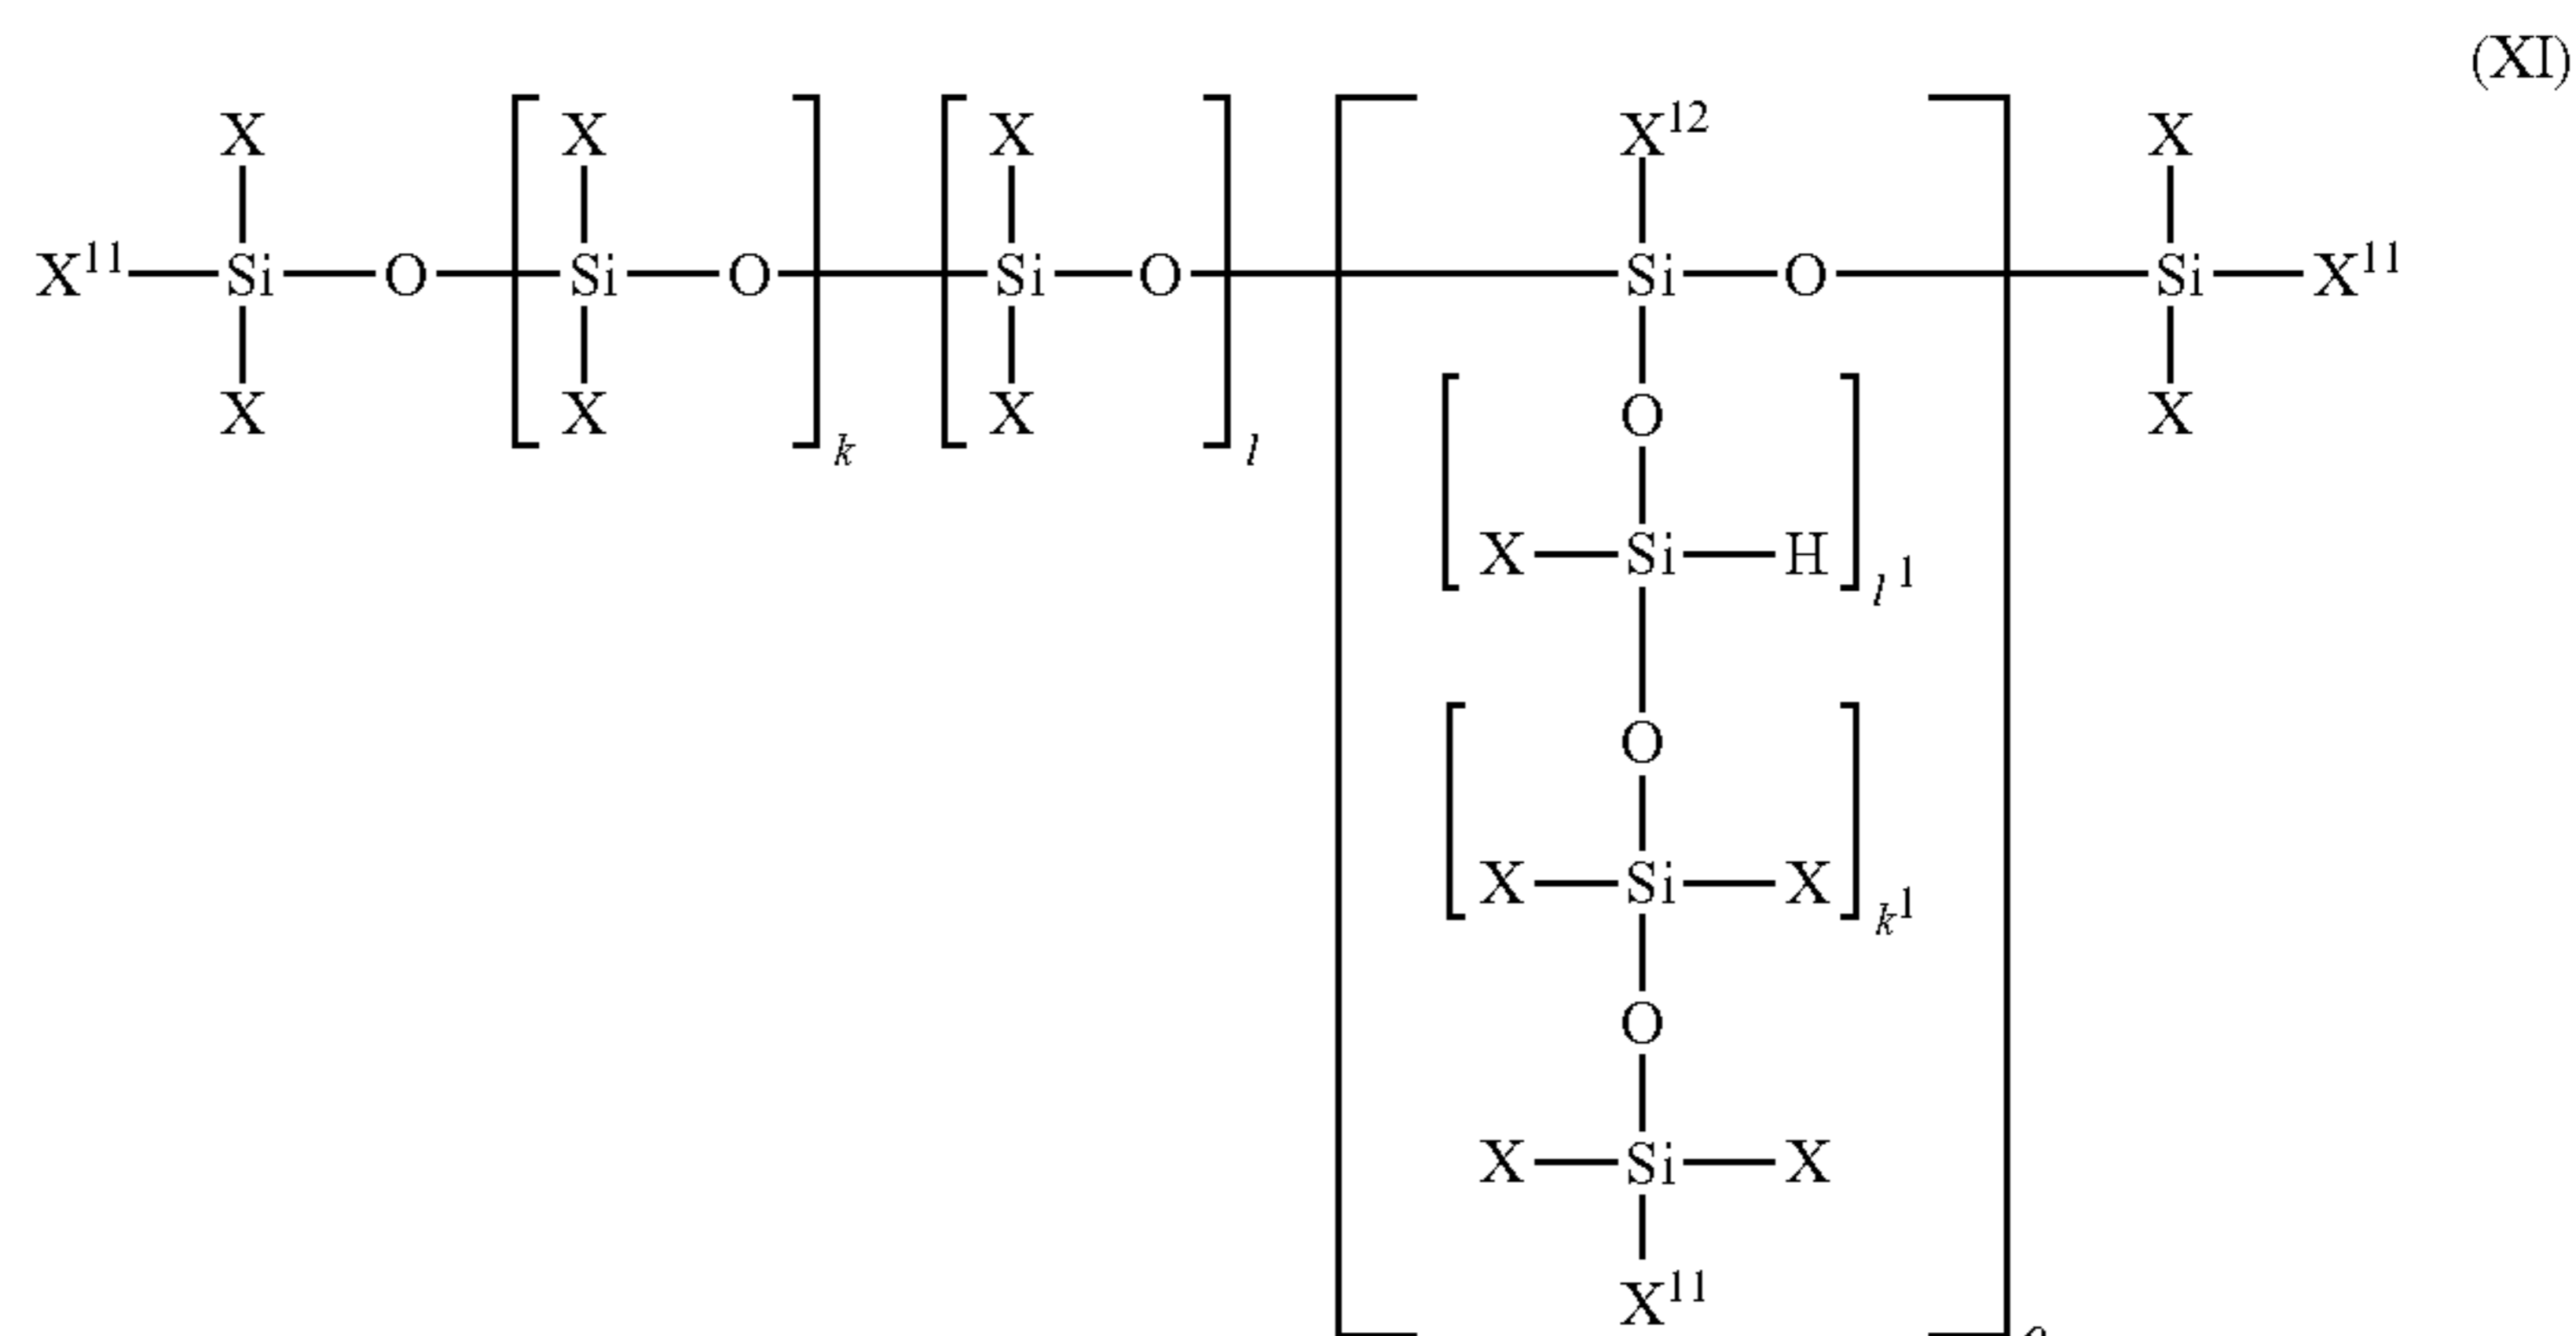 (XI)
X X X X¹² X
X¹¹ Si O Si O Si O Si O Si X¹¹
X X k X l O X
X Si H l¹
O
X Si X k¹
O
X Si X
X¹¹